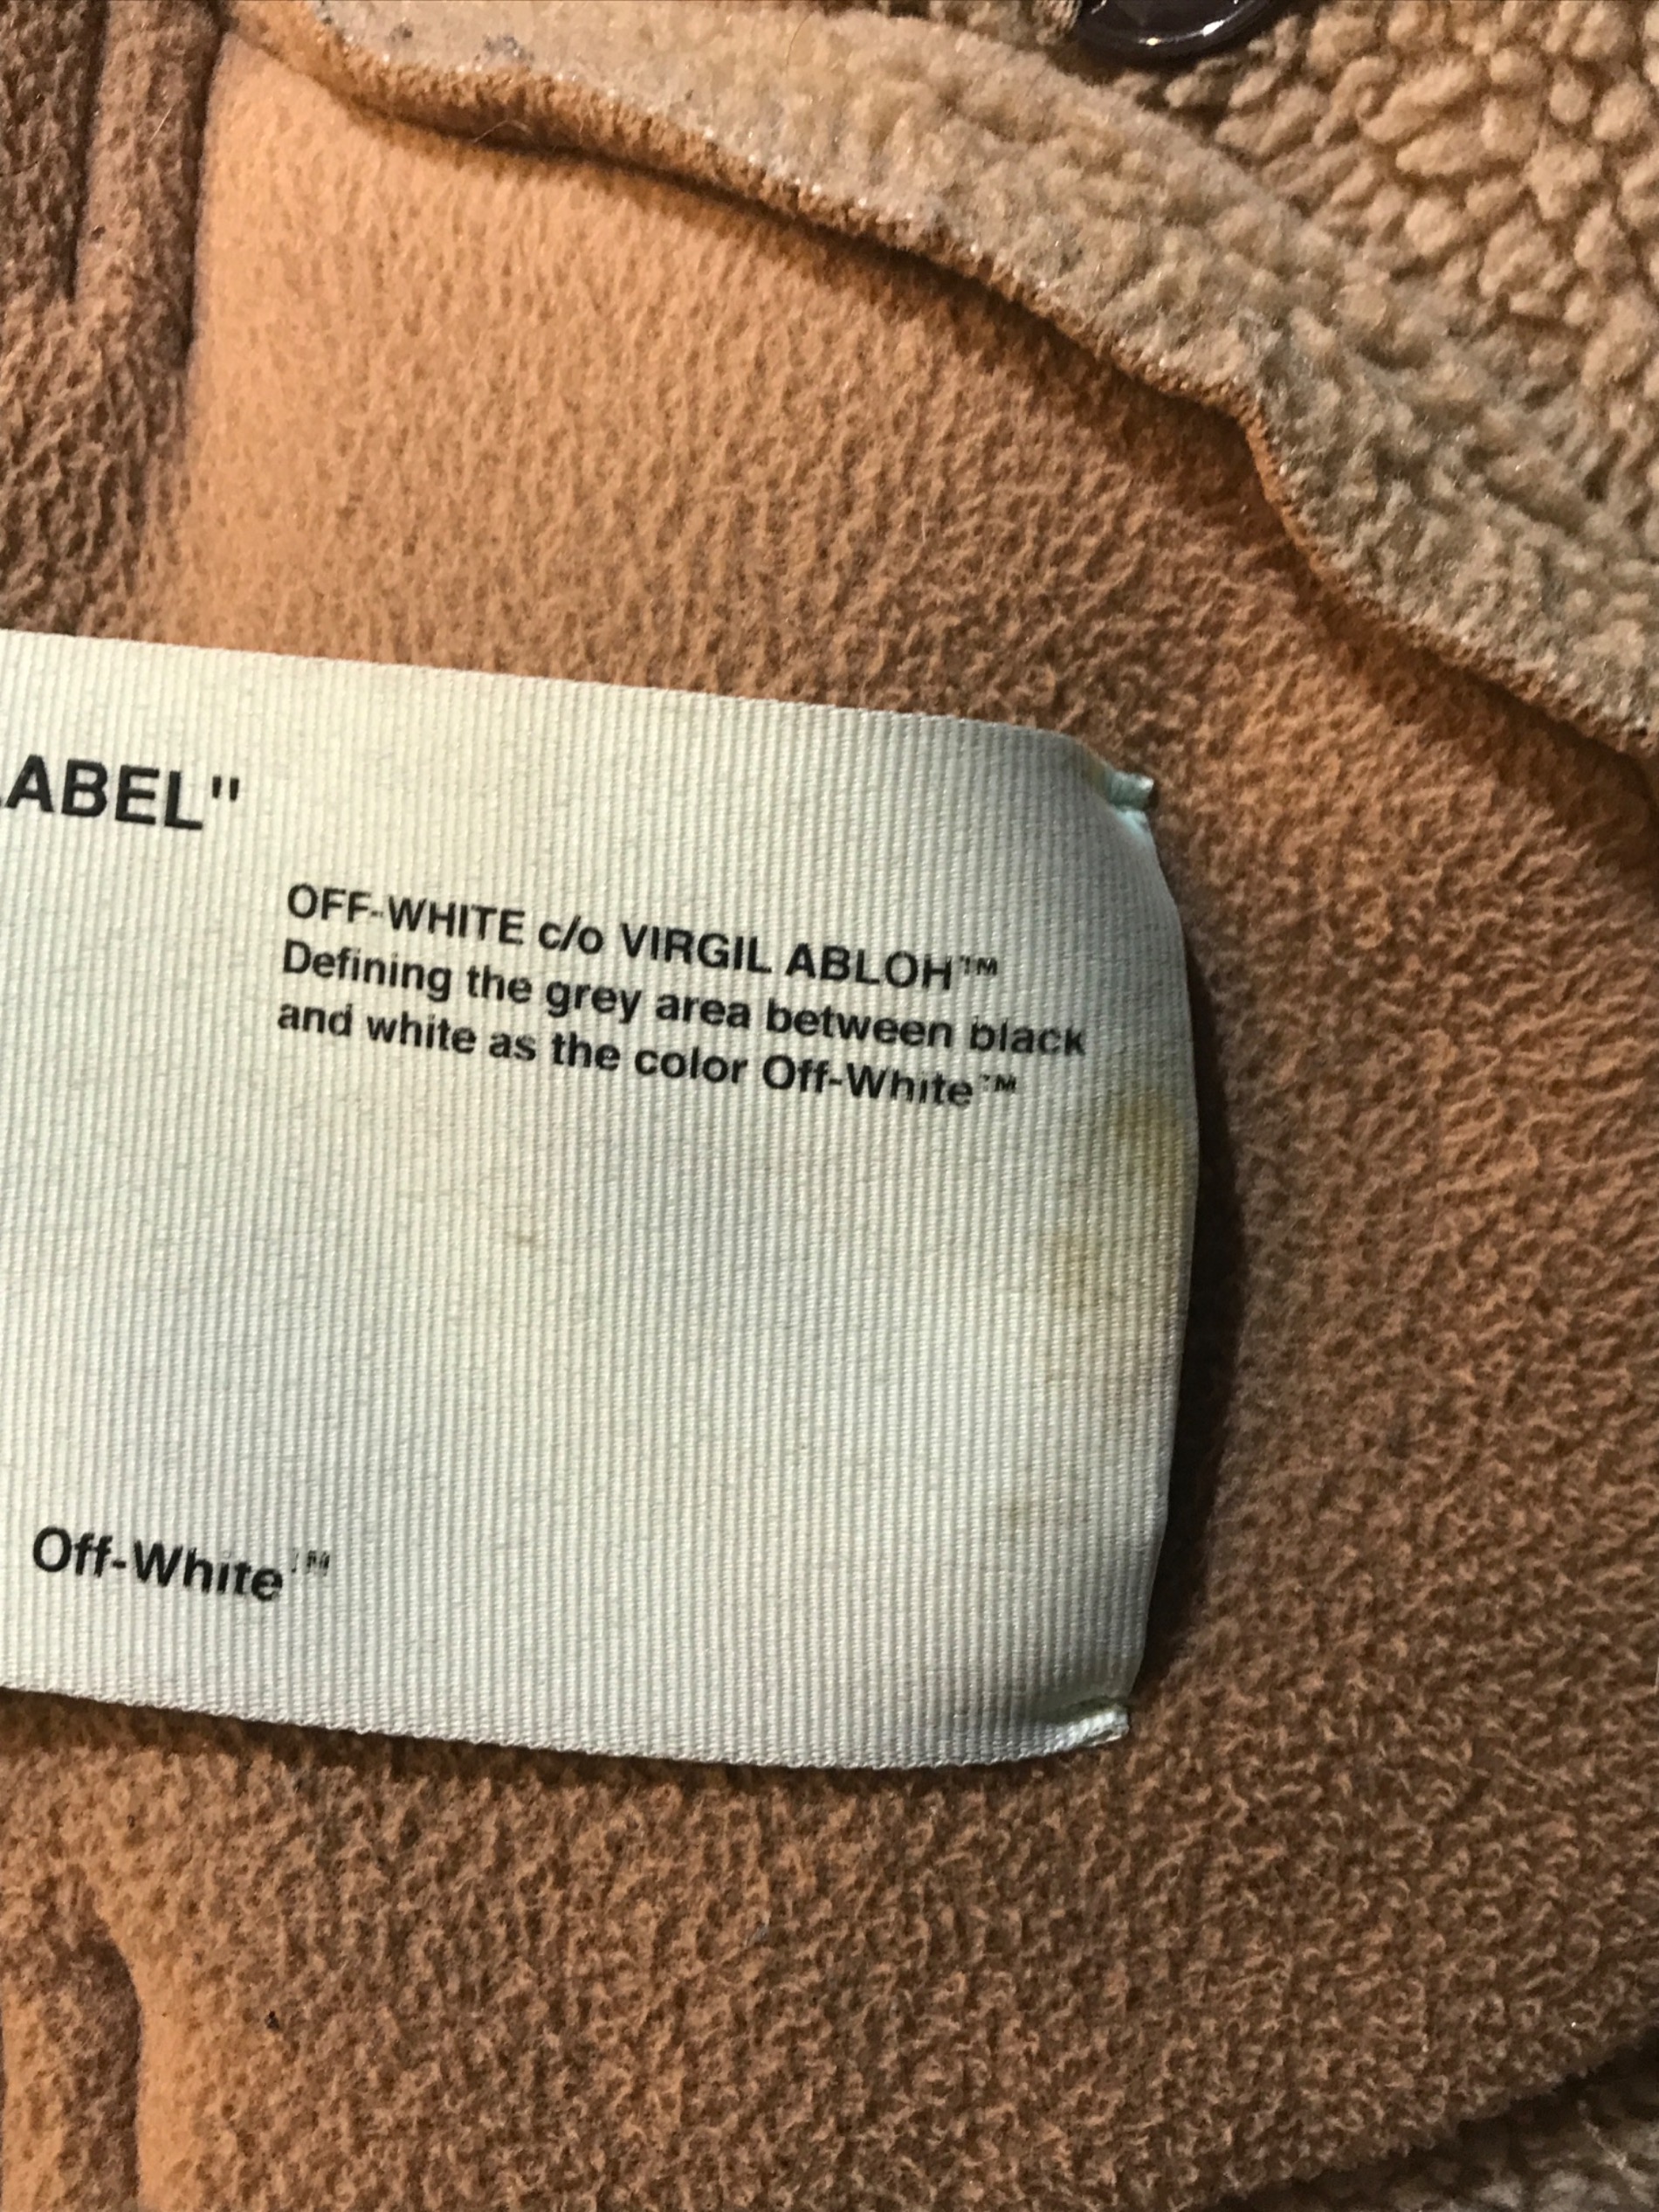 ABEL"
OFF-WHITE c/o VIRGIL ABLOH™
Defining the grey area between black
and white as the color Off-White™
Off-White™